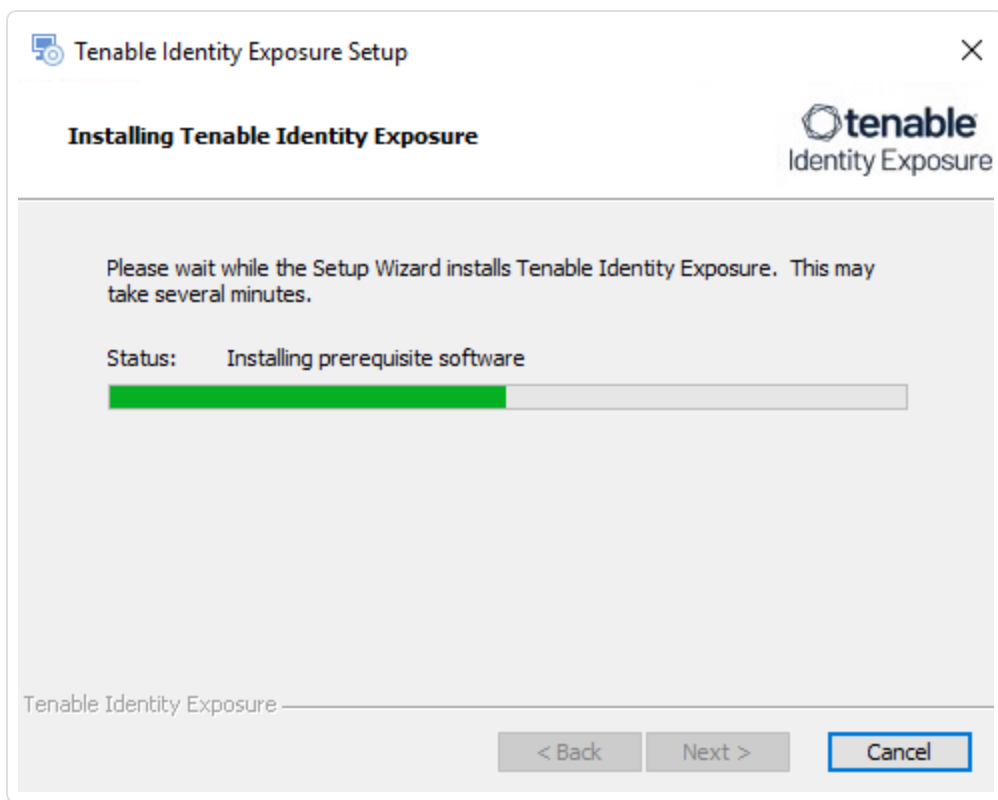 Tenable Identity Exposure Setup
Installing Tenable Identity Exposure
tenable
Identity Exposure
Please wait while the Setup Wizard installs Tenable Identity Exposure. This may
take several minutes.
Status: Installing prerequisite software
Tenable Identity Exposure
< Back Next > Cancel